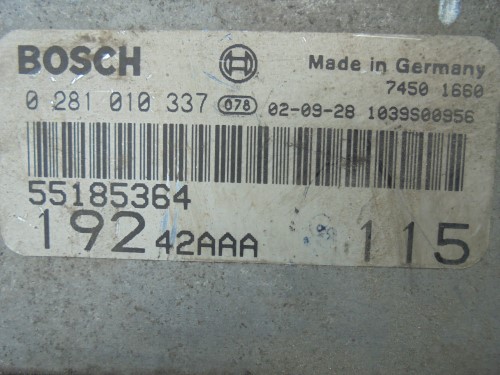 BOSCH Made in Germany
7450 1660
0 281 010 337 078 02-09-28 1039S00956
55185364
192 42AAA 115